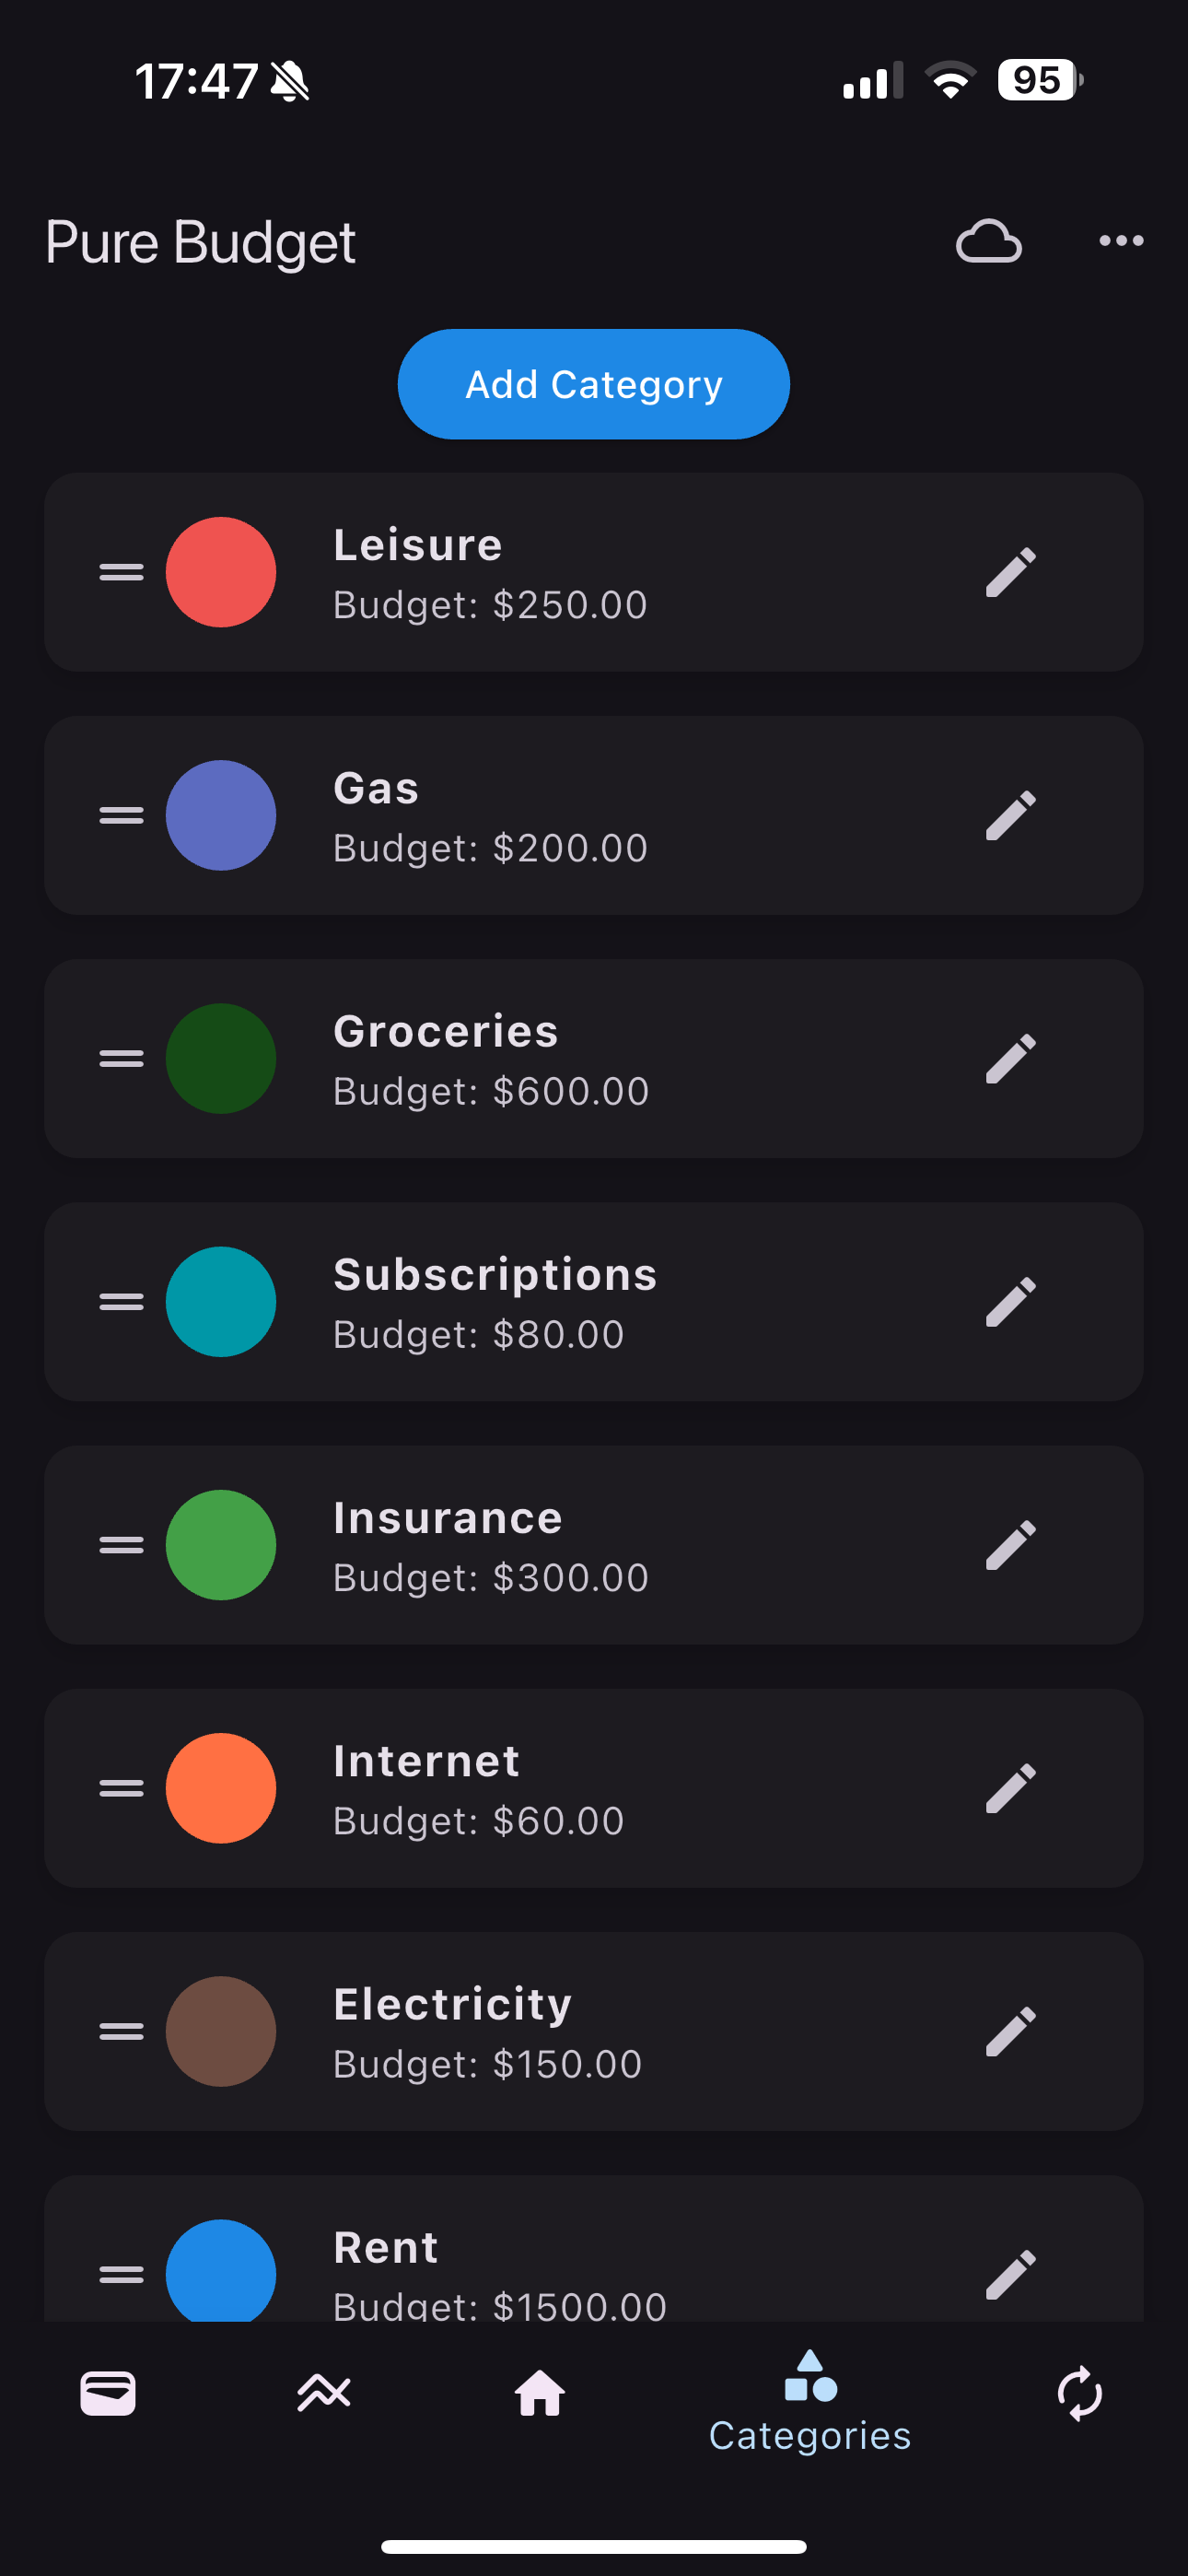 17:47
95
Pure Budget
Add Category
Leisure
Budget: $250.00
Gas
Budget: $200.00
Groceries
Budget: $600.00
Subscriptions
Budget: $80.00
Insurance
Budget: $300.00
Internet
Budget: $60.00
Electricity
Budget: $150.00
Rent
Budget: $1500.00
Categories